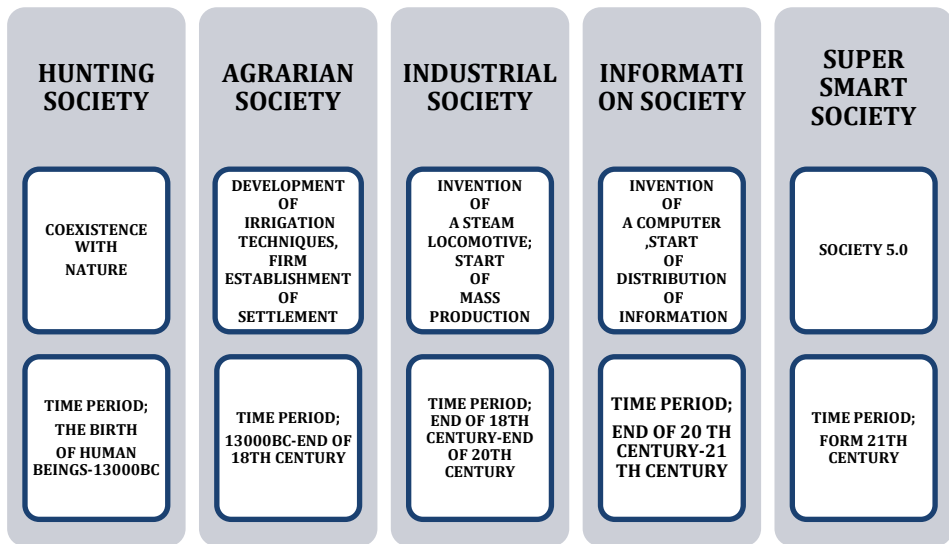 HUNTING
SOCIETY
COEXISTENCE
WITH
NATURE
TIME PERIOD;
THE BIRTH
OF HUMAN
BEINGS-13000BC
AGRARIAN
SOCIETY
DEVELOPMENT
OF
IRRIGATION
TECHNIQUES,
FIRM
ESTABLISHMENT
OF
SETTLEMENT
TIME PERIOD;
13000BC-END OF
18TH CENTURY
INDUSTRIAL
SOCIETY
INVENTION
OF
A STEAM
LOCOMOTIVE;
START
OF
MASS
PRODUCTION
TIME PERIOD;
END OF 18TH
CENTURY-END
OF 20TH
CENTURY
INFORMATI
ON SOCIETY
INVENTION
OF
A COMPUTER
,START
OF
DISTRIBUTION
OF
INFORMATION
TIME PERIOD;
END OF 20 TH
CENTURY-21
TH CENTURY
SUPER
SMART
SOCIETY
SOCIETY 5.0
TIME PERIOD;
FORM 21TH
CENTURY